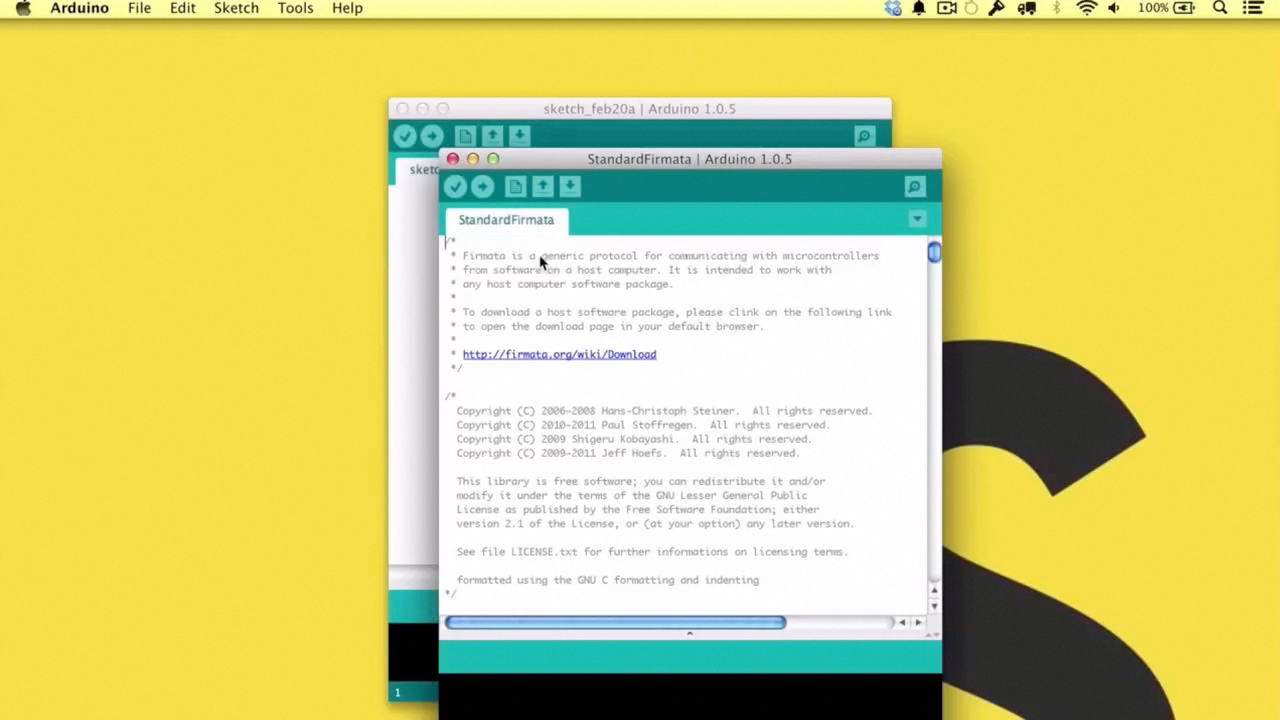 Arduino File Edit Sketch Tools Help 100%
sketch_feb20a | Arduino 1.0.5
StandardFirmata | Arduino 1.0.5
StandardFirmata
/*
* Firmata is a generic protocol for communicating with microcontrollers
* from software on a host computer. It is intended to work with
* any host computer software package.
*
* To download a host software package, please clink on the following link
* to open the download page in your default browser.
*
* http://firmata.org/wiki/Download
*/
/*
Copyright (C) 2006-2008 Hans-Christoph Steiner. All rights reserved.
Copyright (C) 2010-2011 Paul Stoffregen. All rights reserved.
Copyright (C) 2009 Shigeru Kobayashi. All rights reserved.
Copyright (C) 2009-2011 Jeff Hoefs. All rights reserved.
This library is free software; you can redistribute it and/or
modify it under the terms of the GNU Lesser General Public
License as published by the Free Software Foundation; either
version 2.1 of the License, or (at your option) any later version.
See file LICENSE.txt for further informations on licensing terms.
formatted using the GNU C formatting and indenting
*/
1